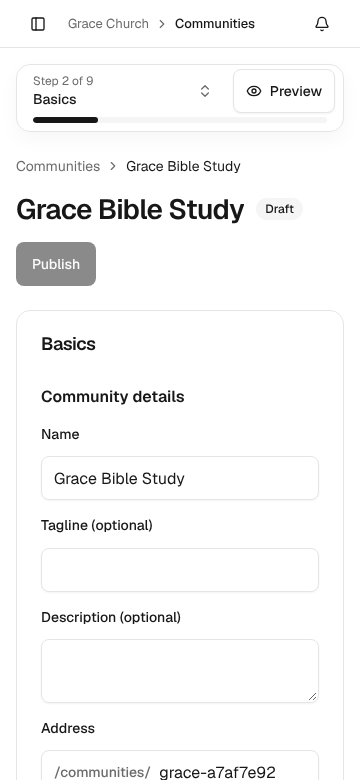 Grace Church > Communities
Step 2 of 9
Basics
Preview
Communities > Grace Bible Study
Grace Bible Study
Draft
Publish
Basics
Community details
Name
Grace Bible Study
Tagline (optional)
Description (optional)
Address
/communities/ grace-a7af7e92